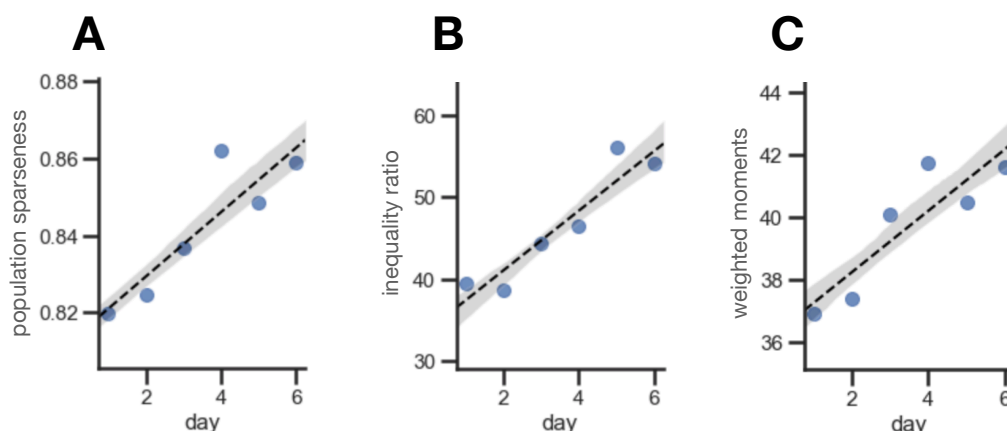 A
B
C
population sparseness
0.88
0.86
0.84
0.82
2
4
6
day
inequality ratio
60
50
40
30
2
4
6
day
weighted moments
44
42
40
38
36
2
4
6
day